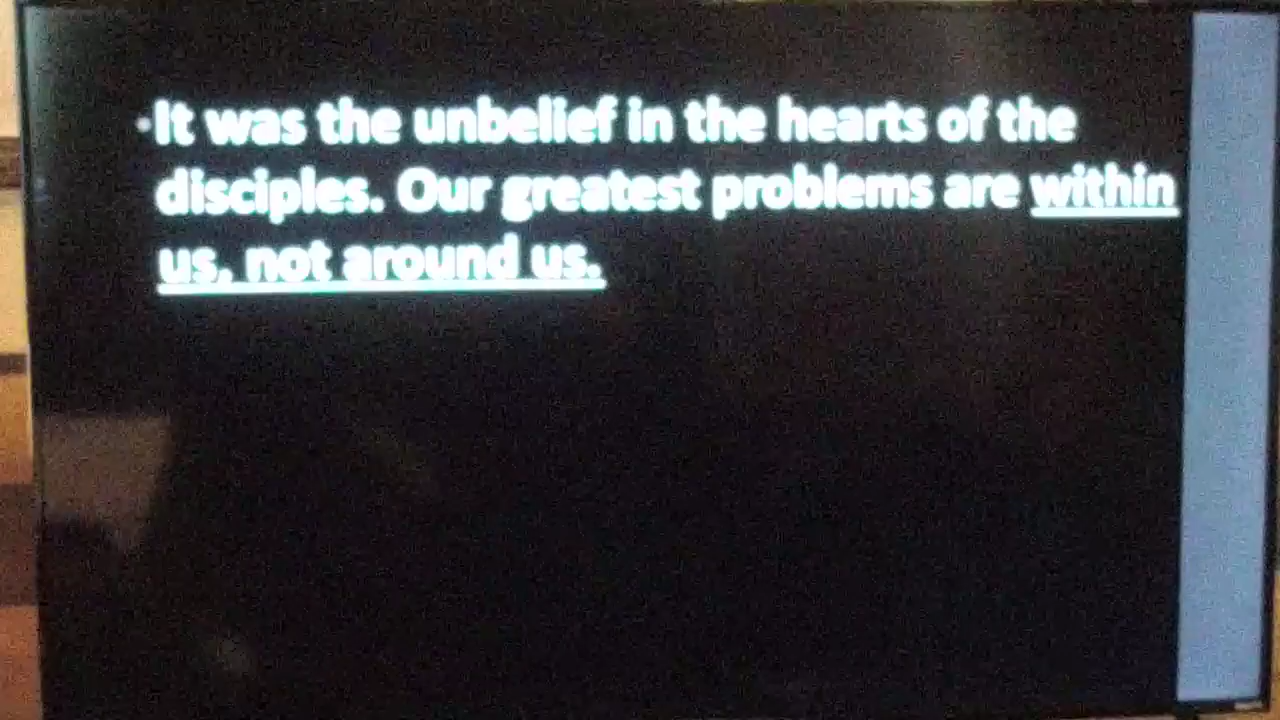 •It was the unbelief in the hearts of the
disciples. Our greatest problems are within
us, not around us.